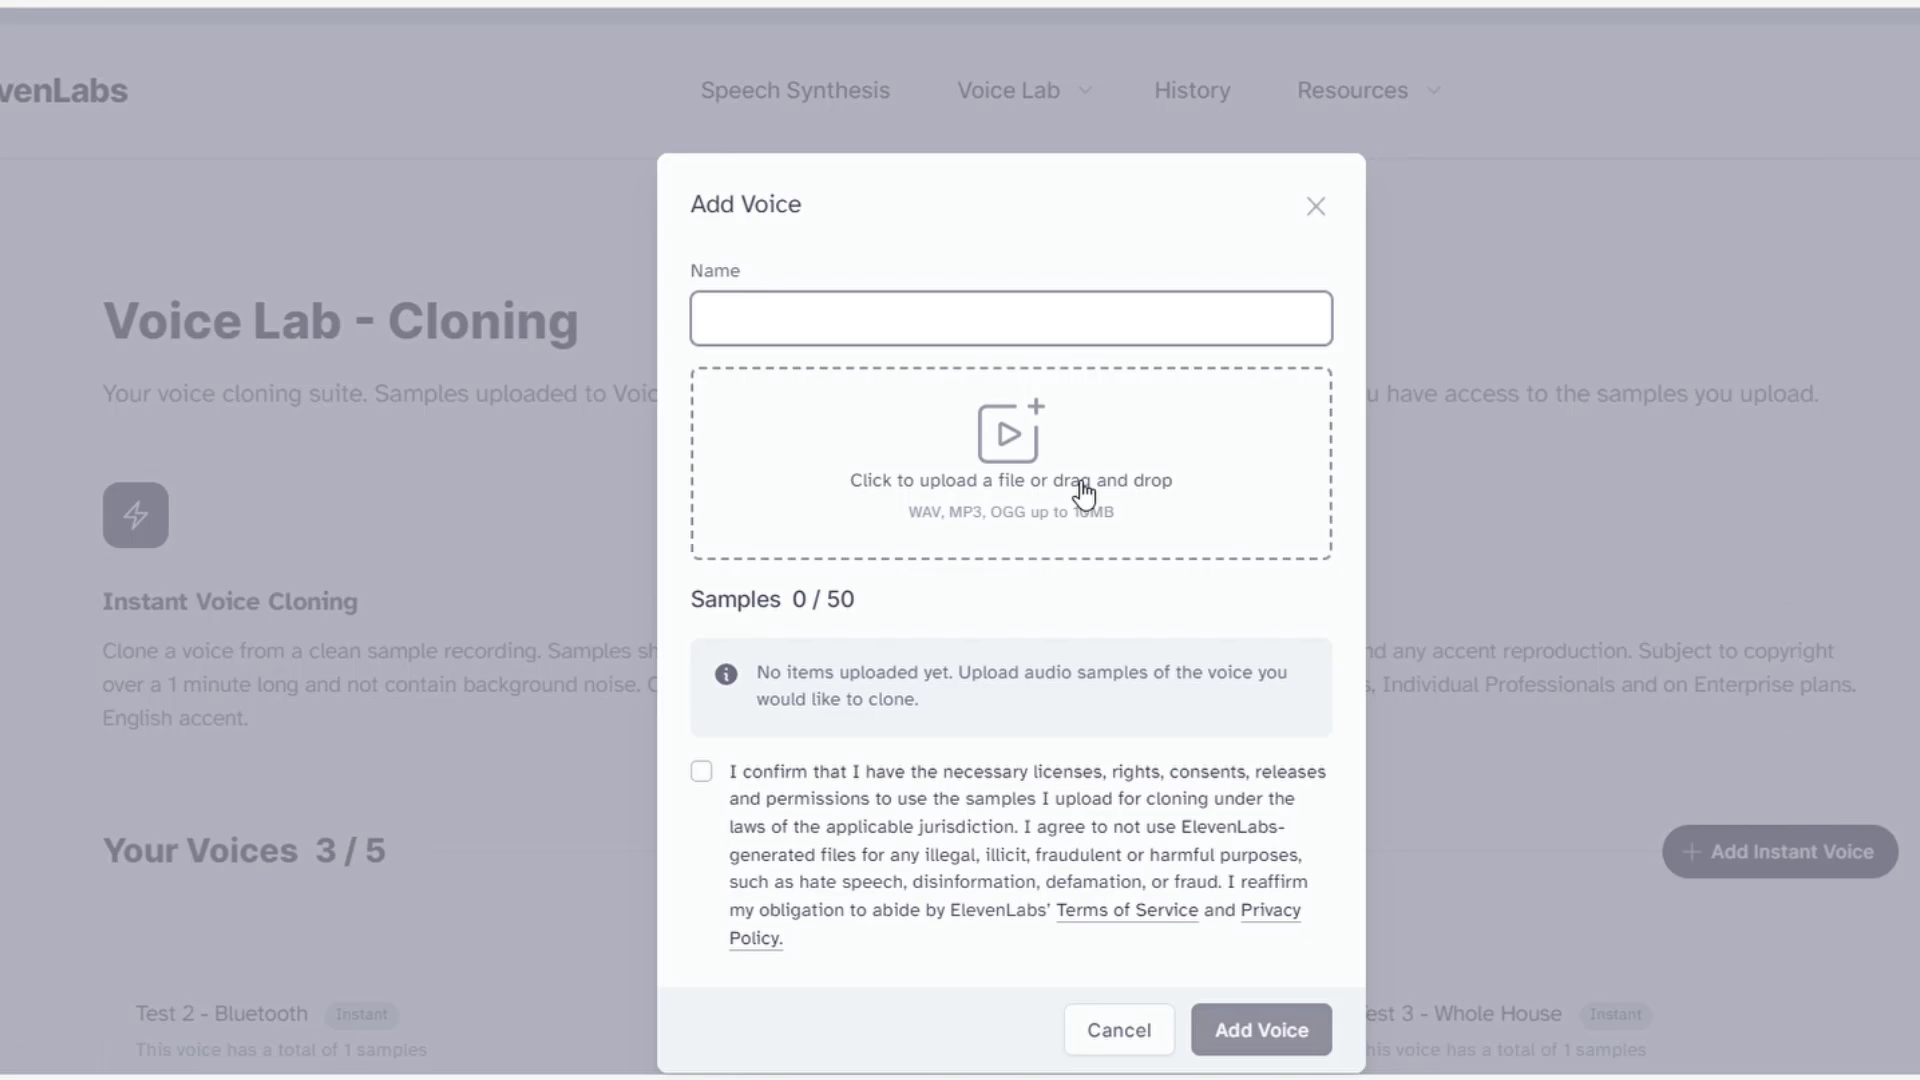 venLabs
Speech Synthesis
Voice Lab
History
Resources
Add Voice
Name
Voice Lab - Cloning
Your voice cloning suite. Samples uploaded to Voic
u have access to the samples you upload.
Click to upload a file or drag and drop
WAV, MP3, OGG up to 10MB
Instant Voice Cloning
Samples 0 / 50
Clone a voice from a clean sample recording. Samples sh
nd any accent reproduction. Subject to copyright
over a 1 minute long and not contain background noise. C
s, Individual Professionals and on Enterprise plans.
English accent.
No items uploaded yet. Upload audio samples of the voice you
would like to clone.
I confirm that I have the necessary licenses, rights, consents, releases
and permissions to use the samples I upload for cloning under the
laws of the applicable jurisdiction. I agree to not use ElevenLabs-
generated files for any illegal, illicit, fraudulent or harmful purposes,
such as hate speech, disinformation, defamation, or fraud. I reaffirm
my obligation to abide by ElevenLabs' Terms of Service and Privacy
Policy.
Your Voices 3 / 5
+ Add Instant Voice
Test 2 - Bluetooth Instant
This voice has a total of 1 samples
Cancel
Add Voice
est 3 - Whole House Instant
his voice has a total of 1 samples